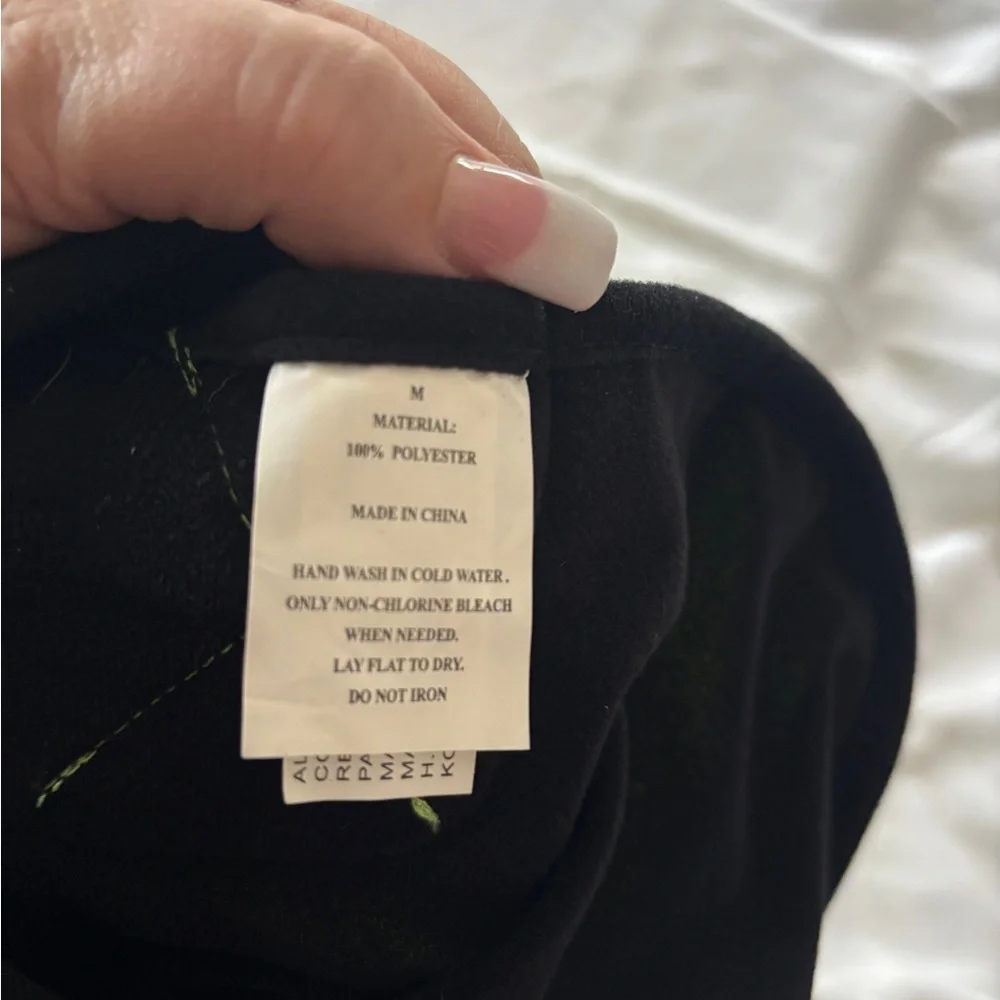 M
MATERIAL:
100% POLYESTER
MADE IN CHINA
HAND WASH IN COLD WATER.
ONLY NON-CHLORINE BLEACH
WHEN NEEDED.
LAY FLAT TO DRY.
DO NOT IRON